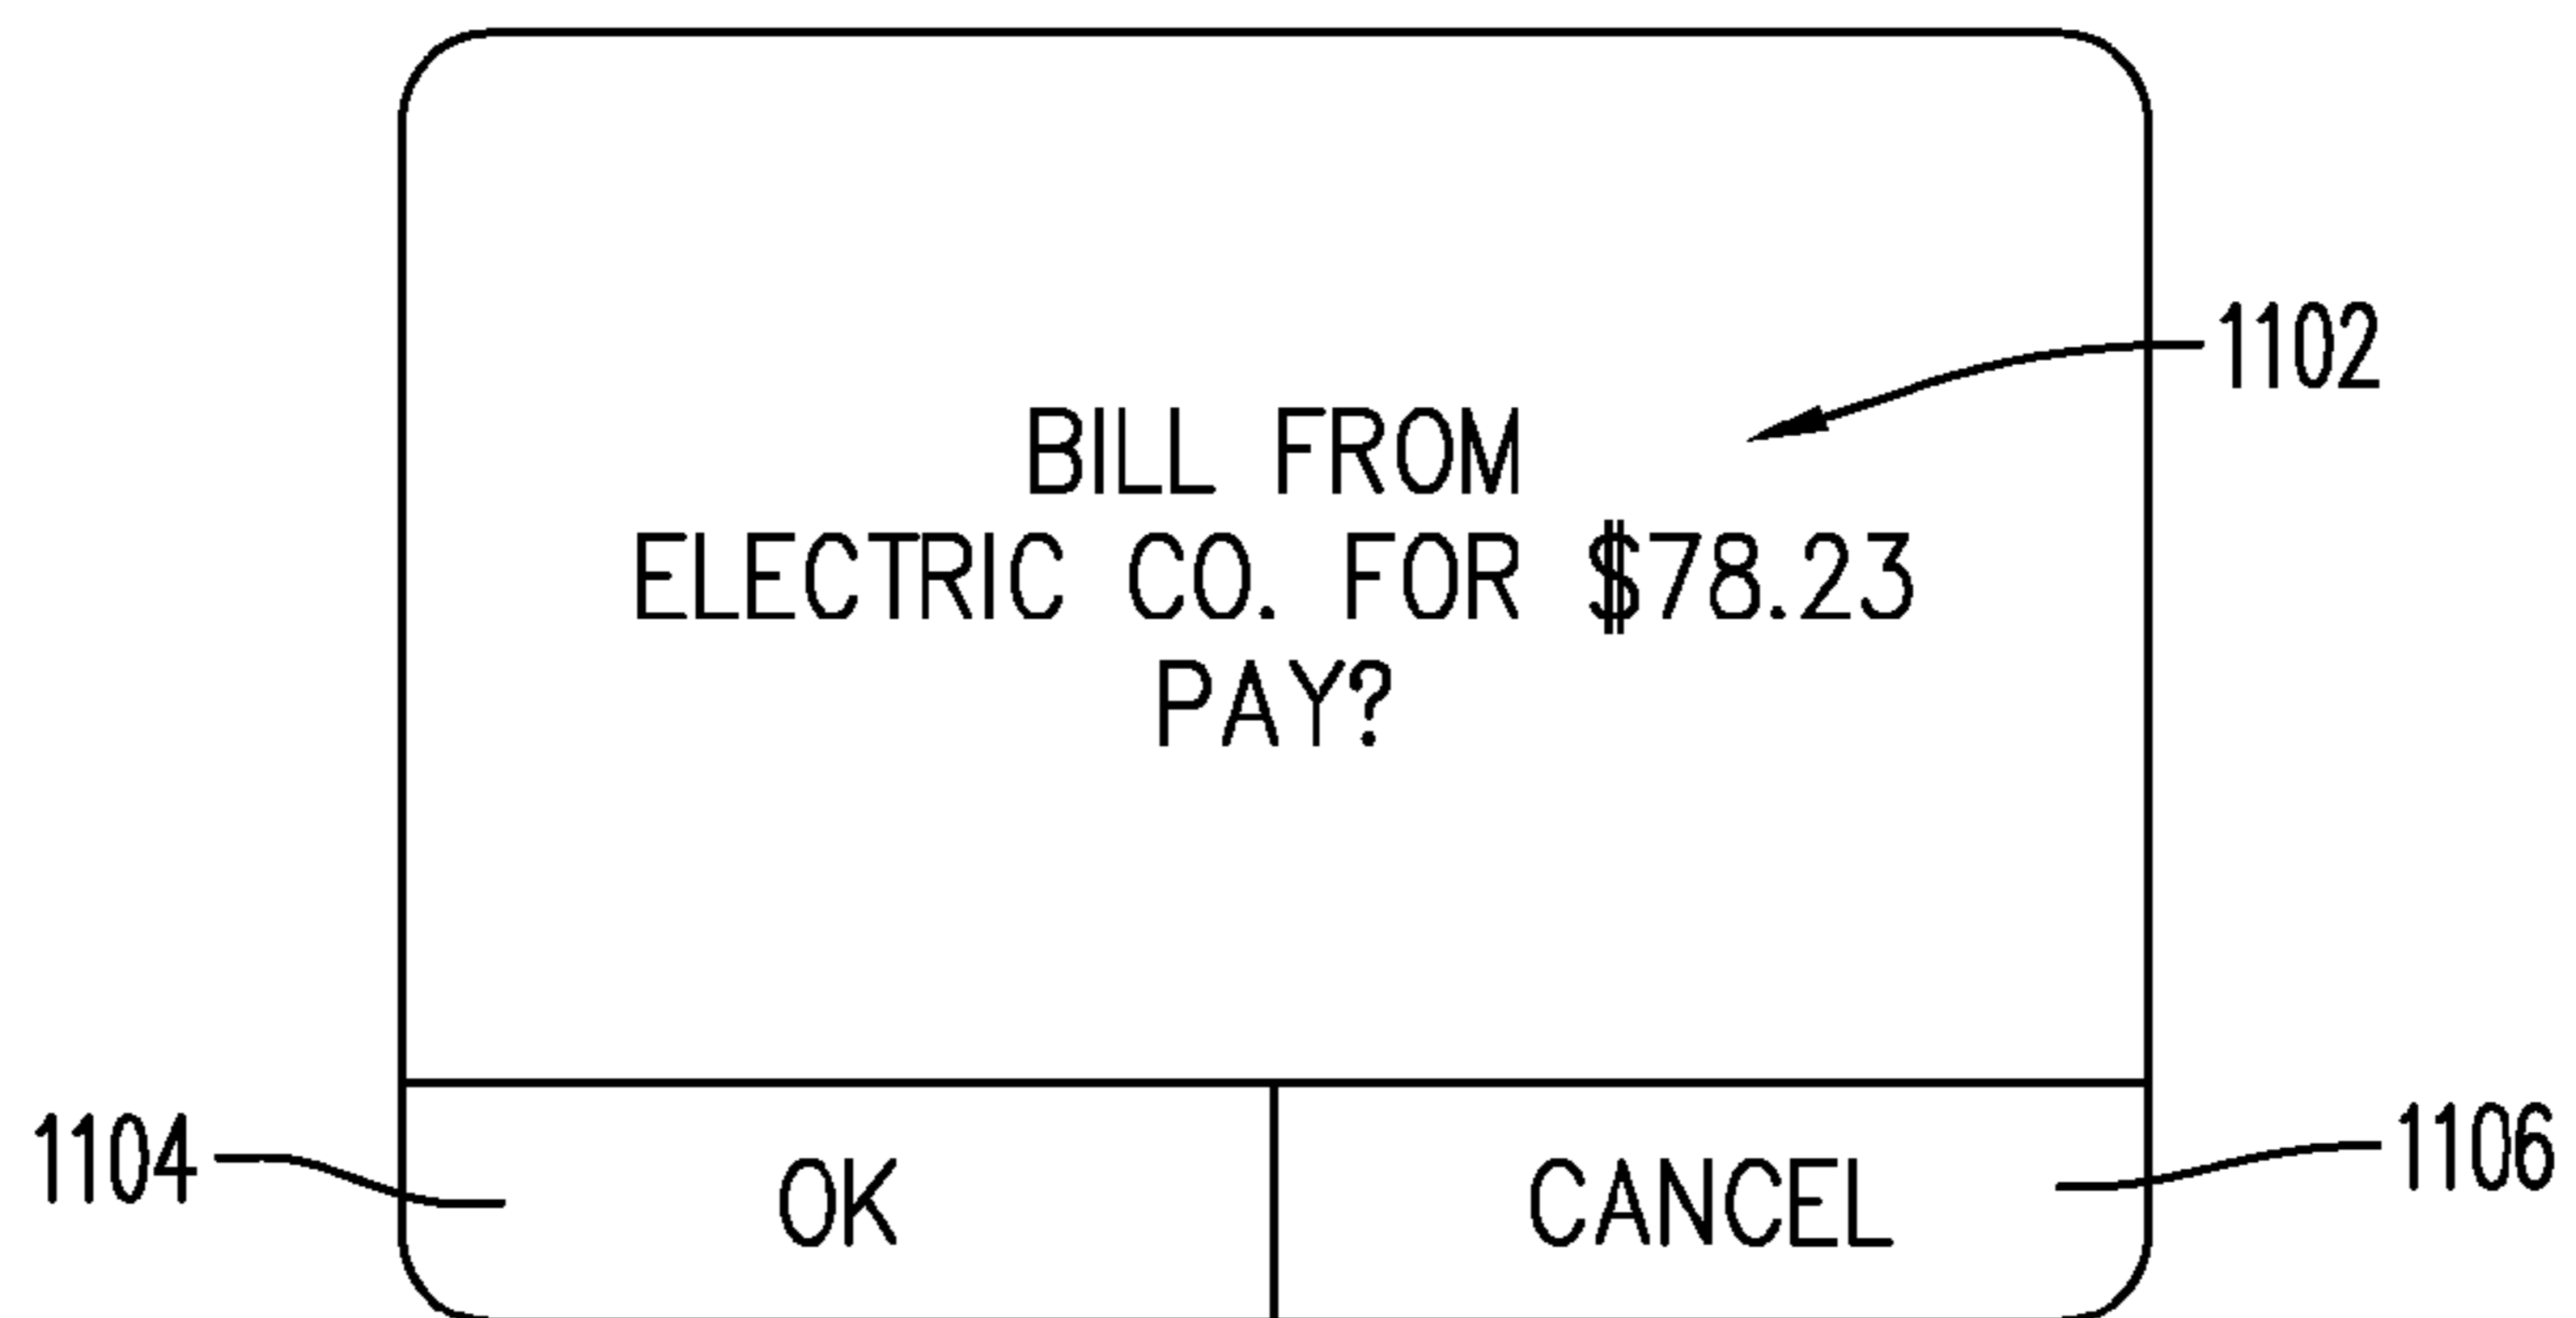 1102
BILL FROM
ELECTRIC CO. FOR $78.23
PAY?
1104
OK
CANCEL
1106